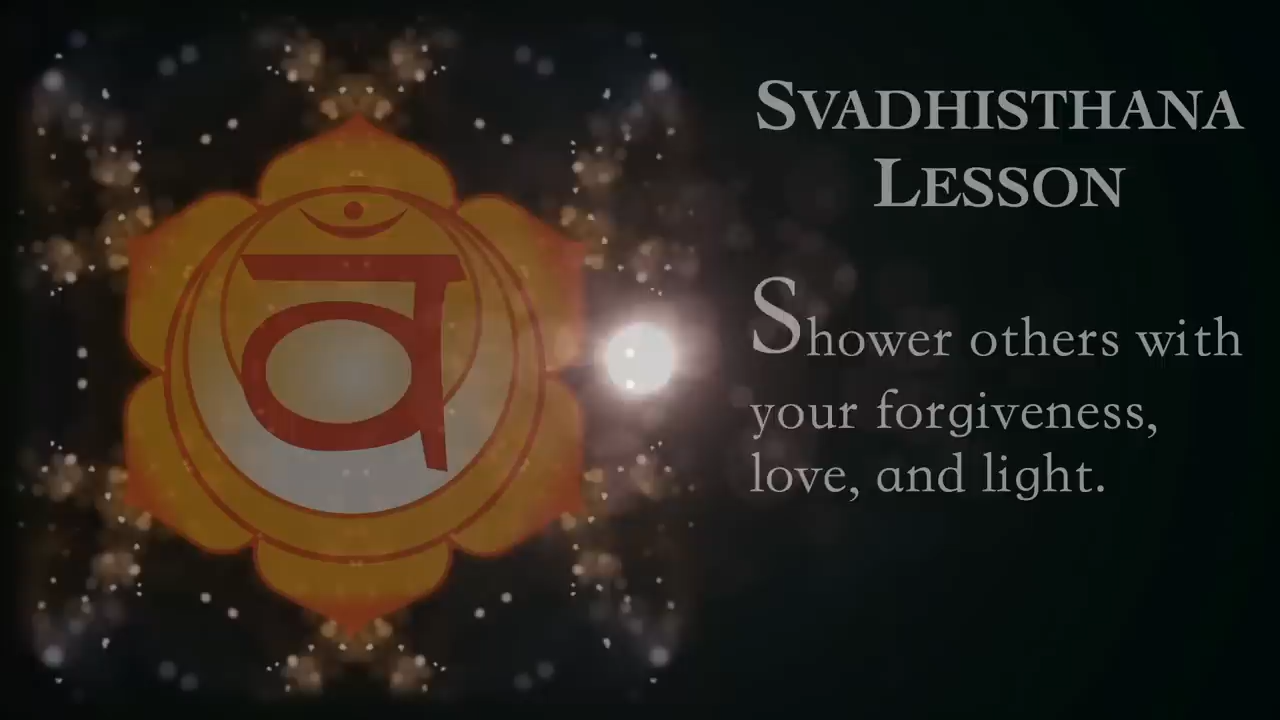 वं
SVADHISTHANA
LESSON
Shower others with
your forgiveness,
love, and light.